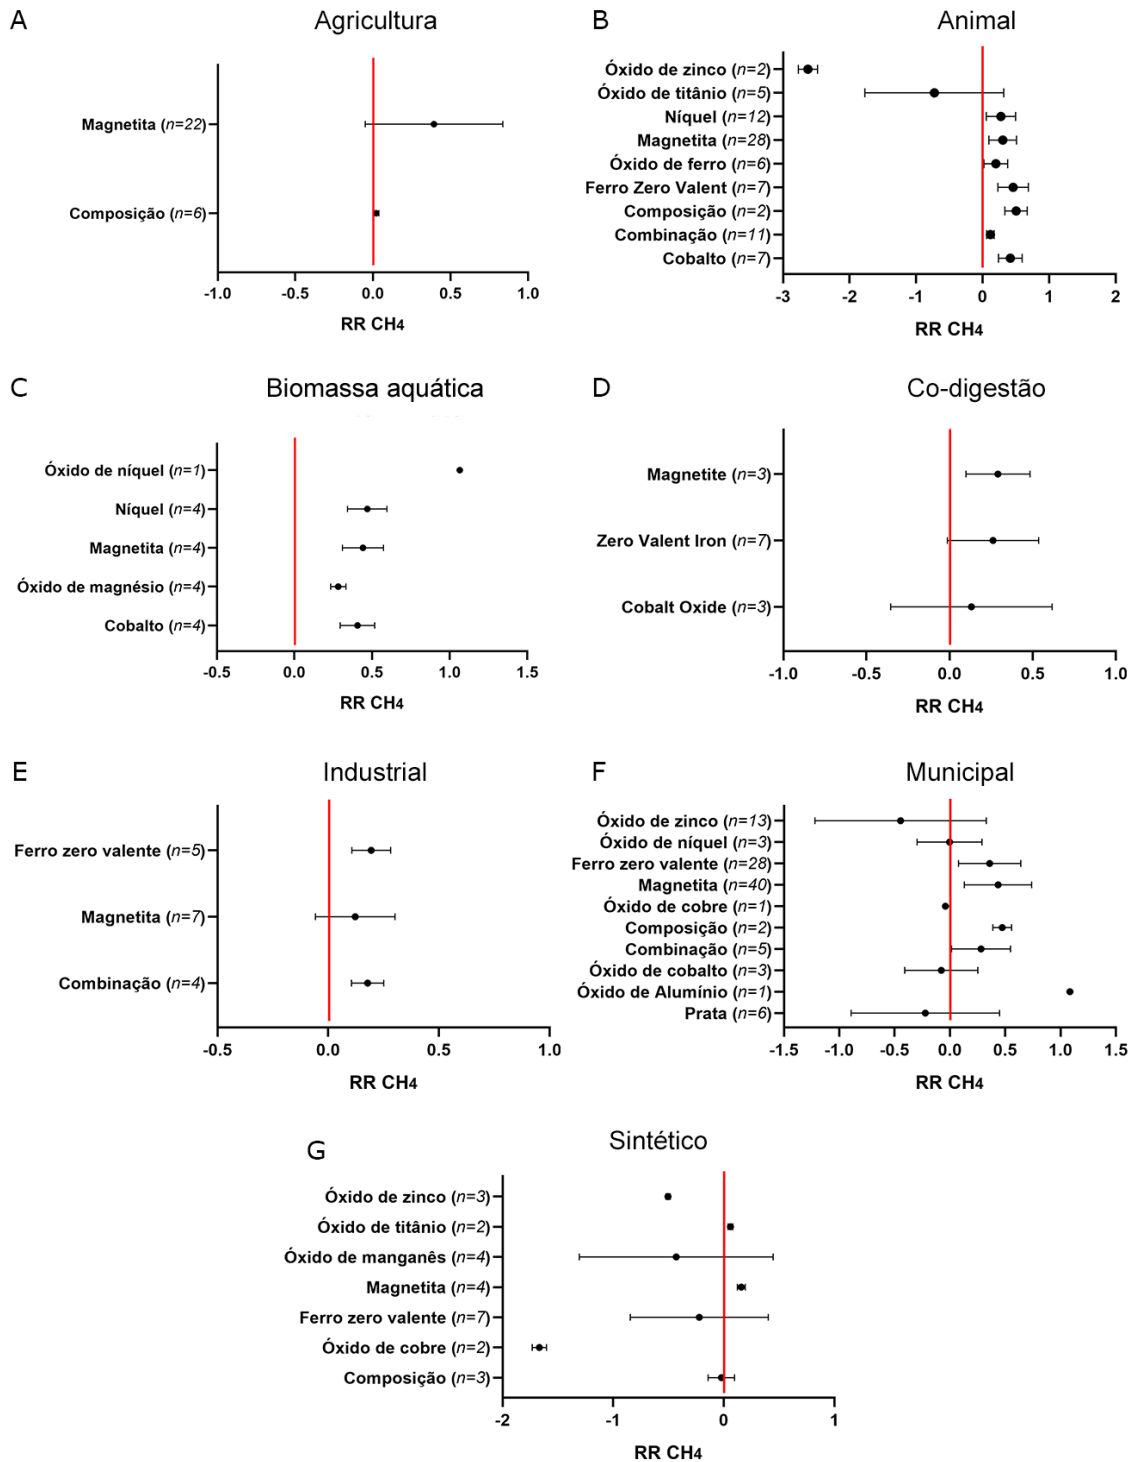 A
Agricultura
Magnetita (n=22)
Composição (n=6)
-1.0 -0.5 0.0 0.5 1.0
RR CH4
B
Animal
Óxido de zinco (n=2)
Óxido de titânio (n=5)
Níquel (n=12)
Magnetita (n=28)
Óxido de ferro (n=6)
Ferro Zero Valent (n=7)
Composição (n=2)
Combinação (n=11)
Cobalto (n=7)
-3 -2 -1 0 1 2
RR CH4
C
Biomassa aquática
Óxido de níquel (n=1)
Níquel (n=4)
Magnetita (n=4)
Óxido de magnésio (n=4)
Cobalto (n=4)
-0.5 0.0 0.5 1.0 1.5
RR CH4
D
Co-digestão
Magnetite (n=3)
Zero Valent Iron (n=7)
Cobalt Oxide (n=3)
-1.0 -0.5 0.0 0.5 1.0
RR CH4
E
Industrial
Ferro zero valente (n=5)
Magnetita (n=7)
Combinação (n=4)
-0.5 0.0 0.5 1.0
RR CH4
F
Municipal
Óxido de zinco (n=13)
Óxido de níquel (n=3)
Ferro zero valente (n=28)
Magnetita (n=40)
Óxido de cobre (n=1)
Composição (n=2)
Combinação (n=5)
Óxido de cobalto (n=3)
Óxido de Alumínio (n=1)
Prata (n=6)
-1.5 -1.0 -0.5 0.0 0.5 1.0 1.5
RR CH4
G
Sintético
Óxido de zinco (n=3)
Óxido de titânio (n=2)
Óxido de manganês (n=4)
Magnetita (n=4)
Ferro zero valente (n=7)
Óxido de cobre (n=2)
Composição (n=3)
-2 -1 0 1
RR CH4